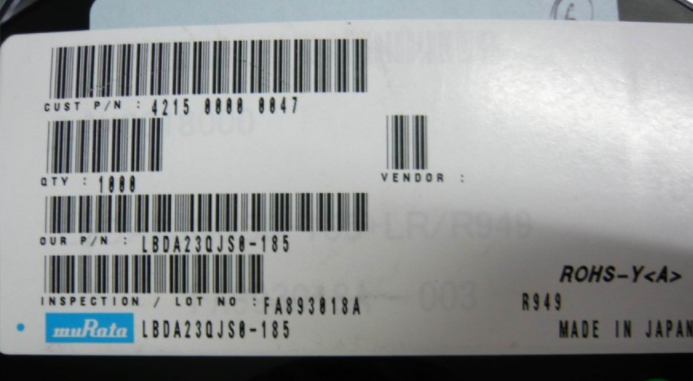 CUST P/N : 4215 0000 0047
QTY : 1000
VENDOR :
OUR P/N : LBDA23QJS0-185
INSPECTION / LOT NO : FA893018A
ROHS-Y<A>
R949
muRata LBDA23QJS0-185
MADE IN JAPAN